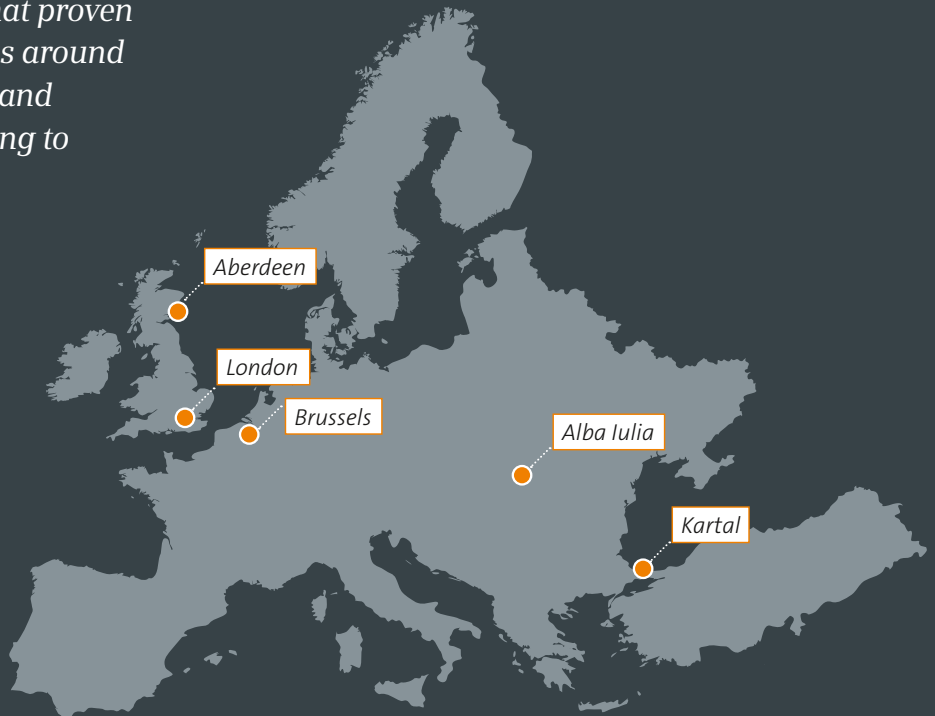 at proven
s around
and
ng to
Aberdeen
London
Brussels
Alba Iulia
Kartal